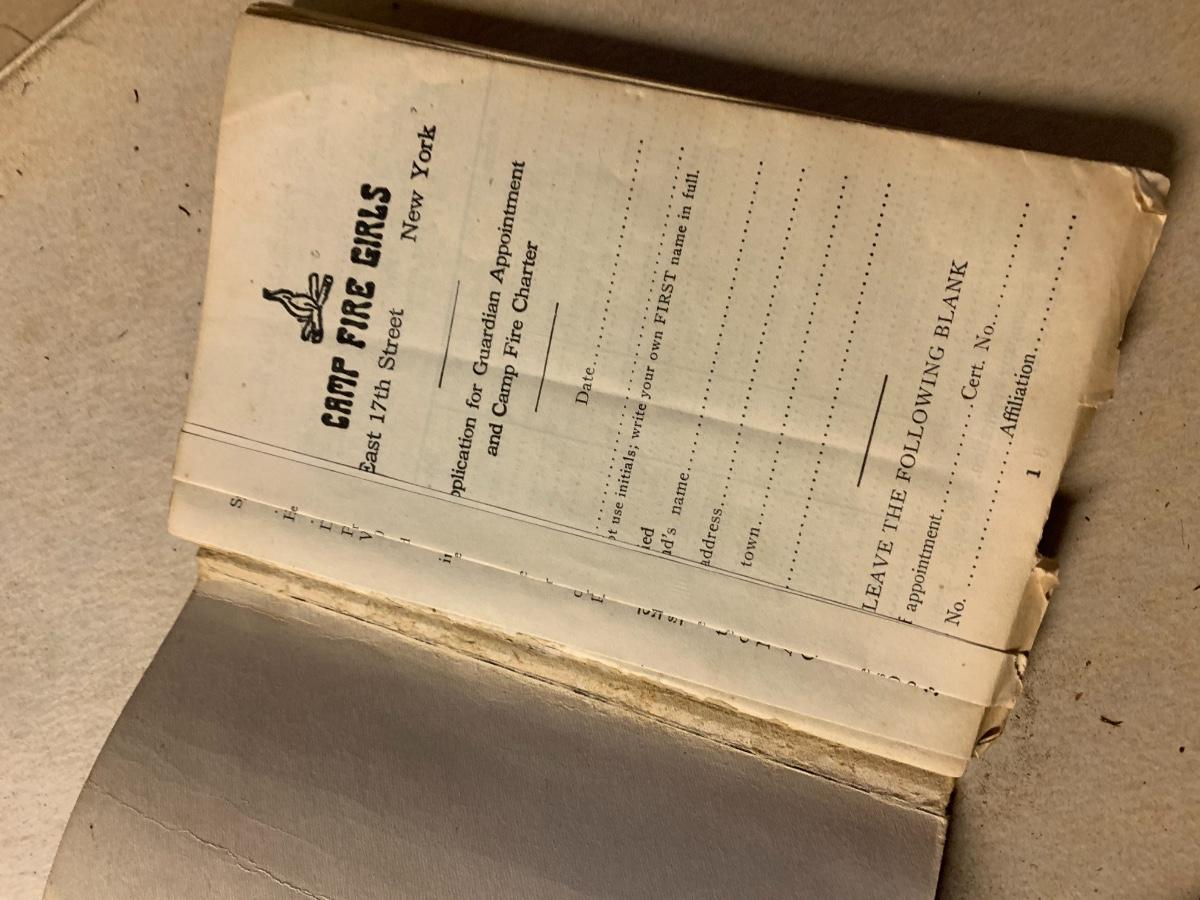 CAMP FIRE GIRLS
East 17th Street New York
pplication for Guardian Appointment
and Camp Fire Charter
Date
ot use initials; write your own FIRST name in full.
ied
nd's name
address
town
LEAVE THE FOLLOWING BLANK
f appointment Cert. No.
No. Affiliation
1